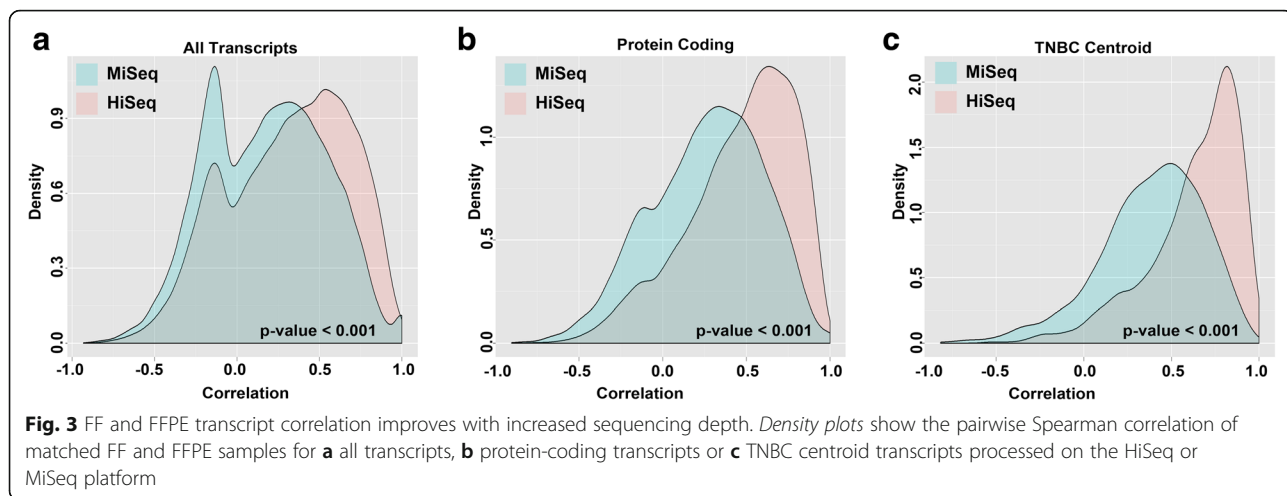 a
All Transcripts
MiSeq
HiSeq
Density
0.0
0.3
0.6
0.9
p-value < 0.001
-1.0 -0.5 0.0 0.5 1.0
Correlation
b
Protein Coding
MiSeq
HiSeq
Density
0.0
0.5
1.0
p-value < 0.001
-1.0 -0.5 0.0 0.5 1.0
Correlation
c
TNBC Centroid
MiSeq
HiSeq
Density
0.0
0.5
1.0
1.5
2.0
p-value < 0.001
-1.0 -0.5 0.0 0.5 1.0
Correlation
Fig. 3 FF and FFPE transcript correlation improves with increased sequencing depth. Density plots show the pairwise Spearman correlation of
matched FF and FFPE samples for a all transcripts, b protein-coding transcripts or c TNBC centroid transcripts processed on the HiSeq or
MiSeq platform